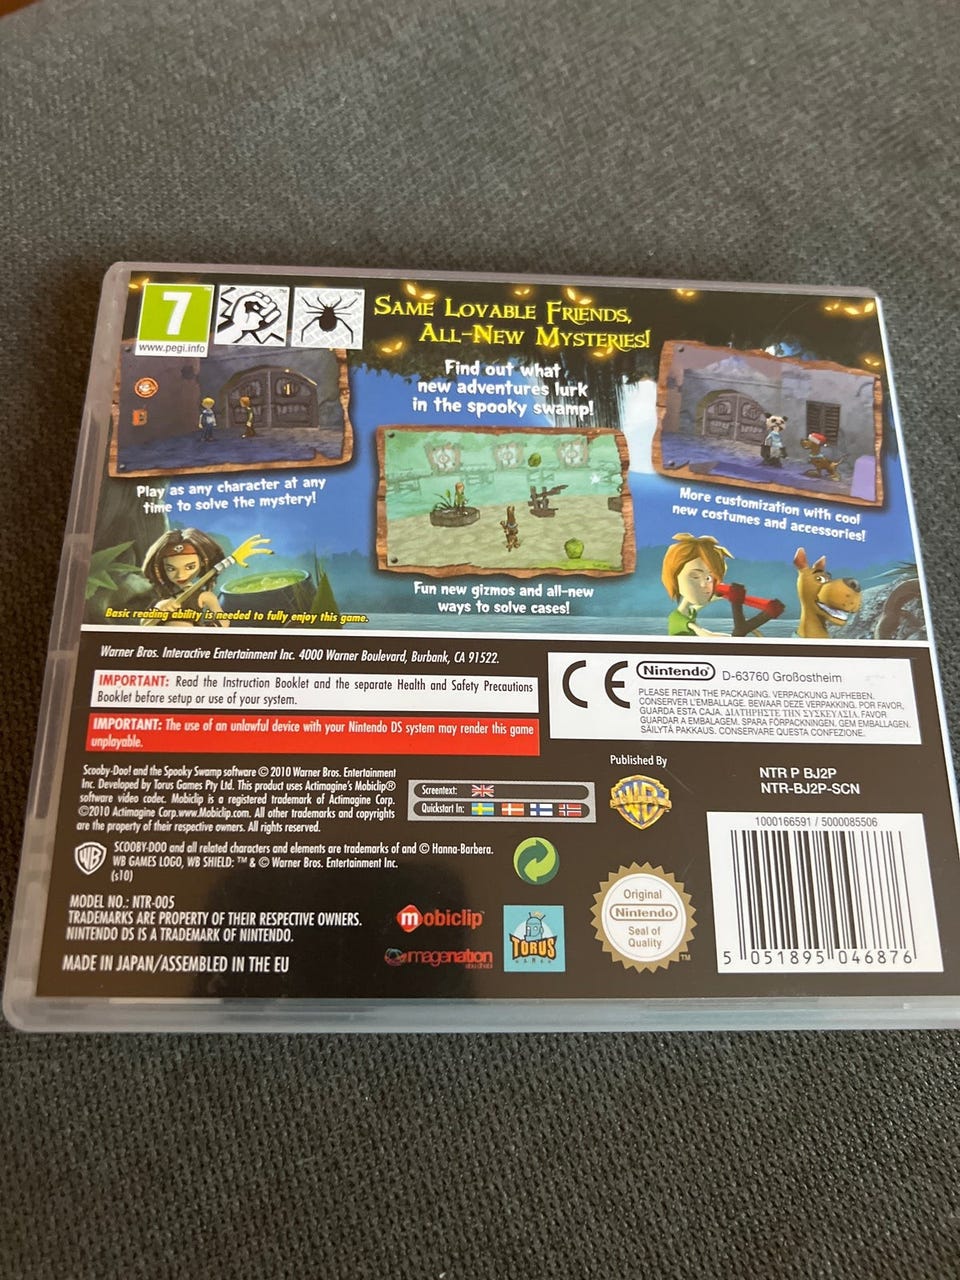 7
www.pegi.info
SAME LOVABLE FRIENDS,
ALL-NEW MYSTERIES!
Find out what
new adventures lurk
in the spooky swamp!
Play as any character at any
time to solve the mystery!
More customization with cool
new costumes and accessories!
Fun new gizmos and all-new
ways to solve cases!
Basic reading ability is needed to fully enjoy this game.
Warner Bros. Interactive Entertainment Inc. 4000 Warner Boulevard, Burbank, CA 91522.
IMPORTANT: Read the Instruction Booklet and the separate Health and Safety Precautions
Booklet before setup or use of your system.
IMPORTANT: The use of an unlawful device with your Nintendo DS system may render this game
unplayable.
CE
Nintendo
D-63760 Großostheim
PLEASE RETAIN THE PACKAGING. VERPACKUNG AUFHEBEN.
CONSERVER L'EMBALLAGE. BEWAAR DEZE VERPAKKING. POR FAVOR,
GUARDA ESTA CAJA. ΔΙΑΤΗΡΗΣΤΕ ΤΗΝ ΣΥΣΚΕΥΑΣΙΑ. FAVOR
GUARDAR A EMBALAGEM. SPARA FÖRPACKNINGEN. GEM EMBALLAGEN.
SÄILYTÄ PAKKAUS. CONSERVARE QUESTA CONFEZIONE.
Scooby-Doo! and the Spooky Swamp software © 2010 Warner Bros. Entertainment
Inc. Developed by Torus Games Pty Ltd. This product uses Actimagine's Mobiclip®
software video codec. Mobiclip is a registered trademark of Actimagine Corp.
©2010 Actimagine Corp.www.Mobiclip.com. All other trademarks and copyrights
are the property of their respective owners. All rights reserved.
Screentext:
Quickstart In:
Published By
WB
WARNER BROS
NTR P BJ2P
NTR-BJ2P-SCN
1000166591 / 5000085506
5 051895 046876
WB
SCOOBY-DOO and all related characters and elements are trademarks of and © Hanna-Barbera.
WB GAMES LOGO, WB SHIELD: ™ & © Warner Bros. Entertainment Inc.
(s10)
MODEL NO.: NTR-005
TRADEMARKS ARE PROPERTY OF THEIR RESPECTIVE OWNERS.
NINTENDO DS IS A TRADEMARK OF NINTENDO.
MADE IN JAPAN/ASSEMBLED IN THE EU
mobiclip
imagenation
abu dhabi
TORUS
GAMES
Original
Nintendo
Seal of
Quality
TM